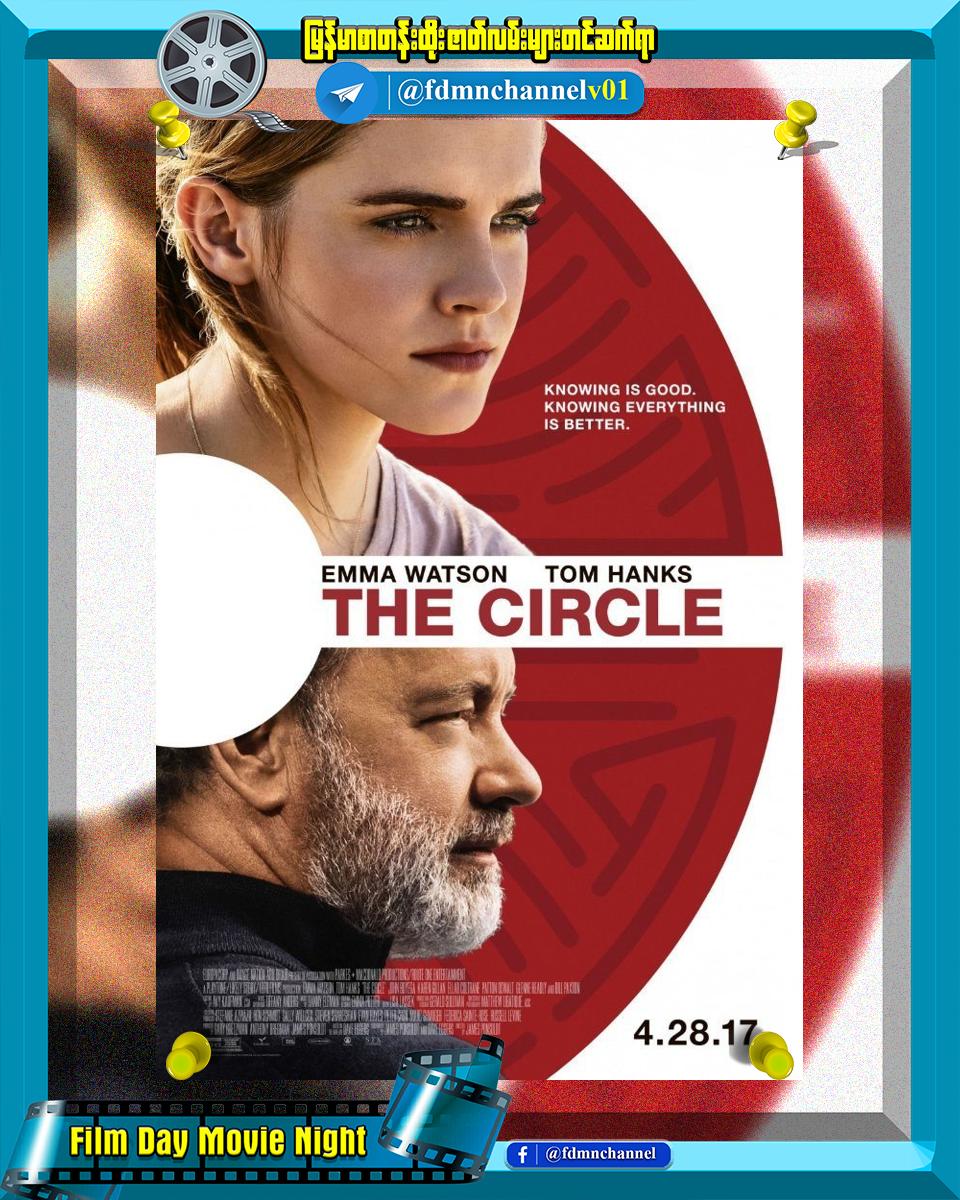 မြန်မာစာတန်းထိုးဇာတ်လမ်းများတင်ဆက်ရာ
@fdmnchannelv01
KNOWING IS GOOD.
KNOWING EVERYTHING
IS BETTER.
EMMA WATSON TOM HANKS
THE CIRCLE
4.28.17
Film Day Movie Night
f @fdmnchannel